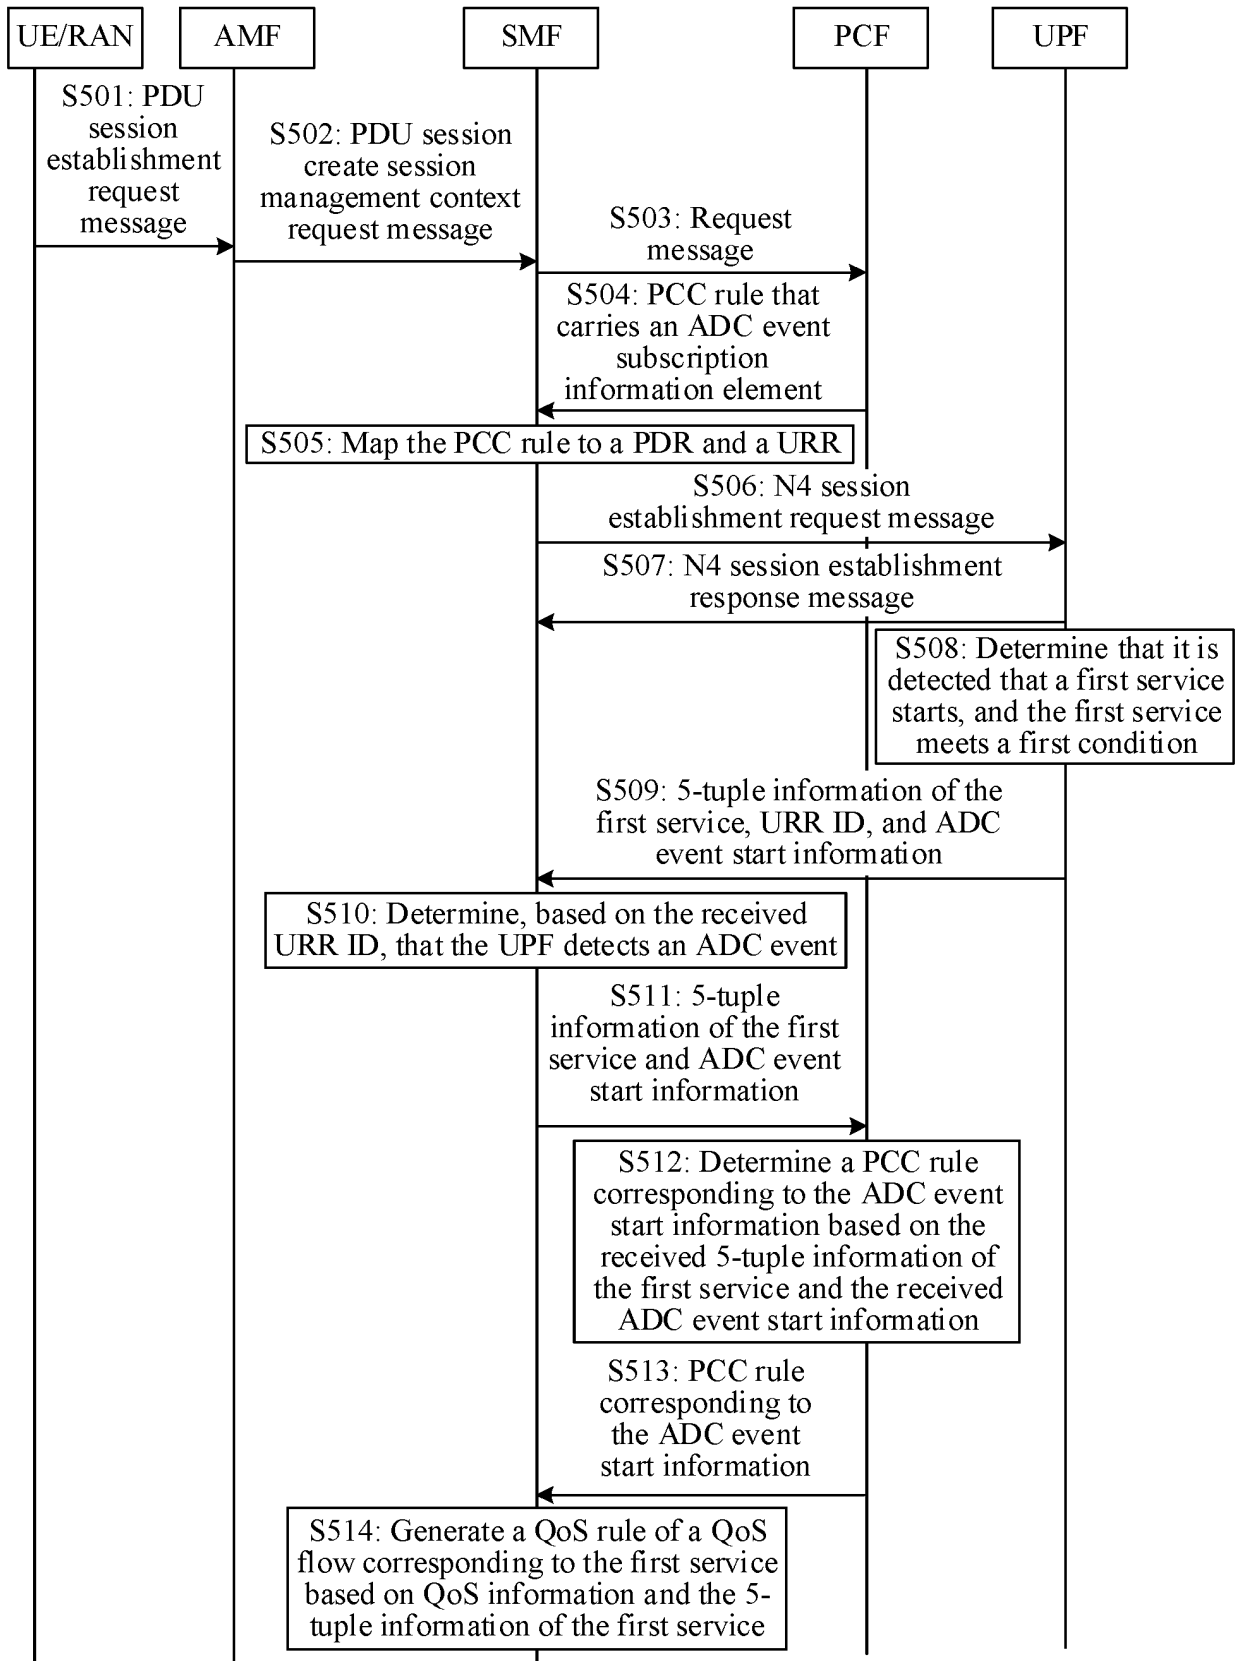 UE/RAN
AMF
SMF
PCF
UPF
S501: PDU
session
establishment
request
message
S502: PDU session
create session
management context
request message
S503: Request
message
S504: PCC rule that
carries an ADC event
subscription
information element
S505: Map the PCC rule to a PDR and a URR
S506: N4 session
establishment request message
S507: N4 session establishment
response message
S508: Determine that it is
detected that a first service
starts, and the first service
meets a first condition
S509: 5-tuple information of the
first service, URR ID, and ADC
event start information
S510: Determine, based on the received
URR ID, that the UPF detects an ADC event
S511: 5-tuple
information of the first
service and ADC event
start information
S512: Determine a PCC rule
corresponding to the ADC event
start information based on the
received 5-tuple information of
the first service and the received
ADC event start information
S513: PCC rule
corresponding to
the ADC event
start information
S514: Generate a QoS rule of a QoS
flow corresponding to the first service
based on QoS information and the 5-
tuple information of the first service